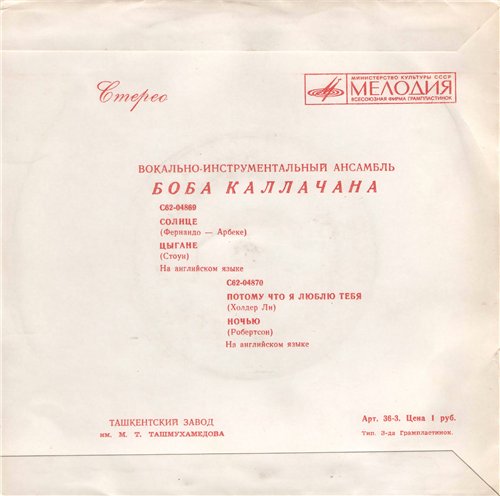 Стерео
МИНИСТЕРСТВО КУЛЬТУРЫ СССР
МЕЛОДИЯ
ВСЕСОЮЗНАЯ ФИРМА ГРАМПЛАСТИНОК
ВОКАЛЬНО-ИНСТРУМЕНТАЛЬНЫЙ АНСАМБЛЬ
БОБА КАЛЛАЧАНА
С62-04869
СОЛНЦЕ
(Фернандо — Арбеке)
ЦЫГАНЕ
(Стоун)
На английском языке
С62-04870
ПОТОМУ ЧТО Я ЛЮБЛЮ ТЕБЯ
(Холдер Ли)
НОЧЬЮ
(Робертсон)
На английском языке
ТАШКЕНТСКИЙ ЗАВОД
им. М. Т. ТАШМУХАМЕДОВА
Арт. 36-3. Цена 1 руб.
Тип. З-да Грампластинок.